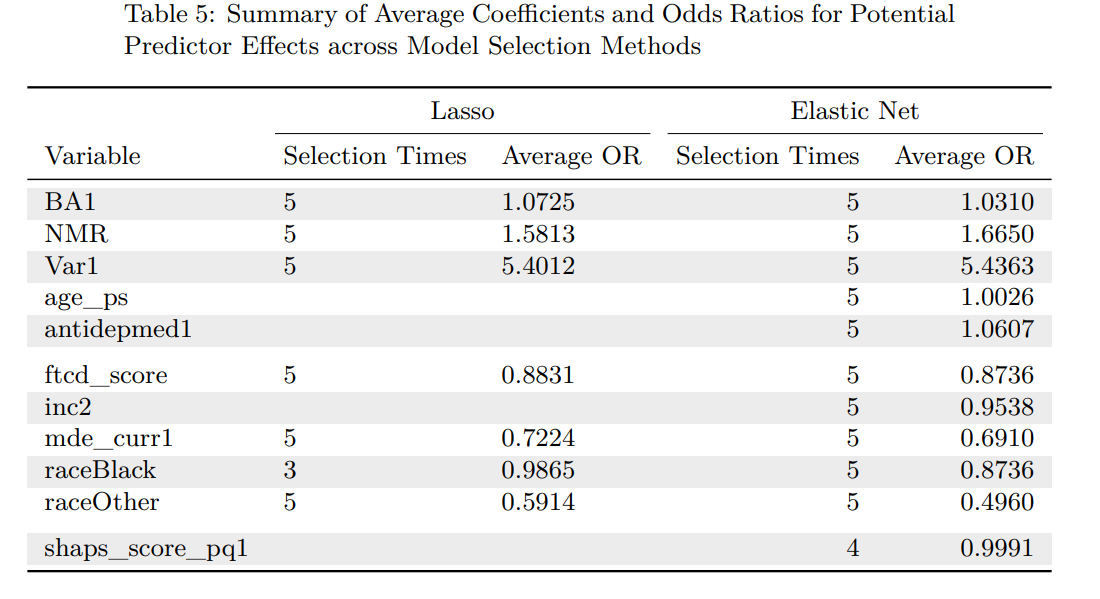 Table 5: Summary of Average Coefficients and Odds Ratios for Potential
Predictor Effects across Model Selection Methods
Lasso Elastic Net
Variable Selection Times Average OR Selection Times Average OR
BA1 5 1.0725 5 1.0310
NMR 5 1.5813 5 1.6650
Var1 5 5.4012 5 5.4363
age_ps 5 1.0026
antidepmed1 5 1.0607
ftcd_score 5 0.8831 5 0.8736
inc2 5 0.9538
mde_curr1 5 0.7224 5 0.6910
raceBlack 3 0.9865 5 0.8736
raceOther 5 0.5914 5 0.4960
shaps_score_pq1 4 0.9991